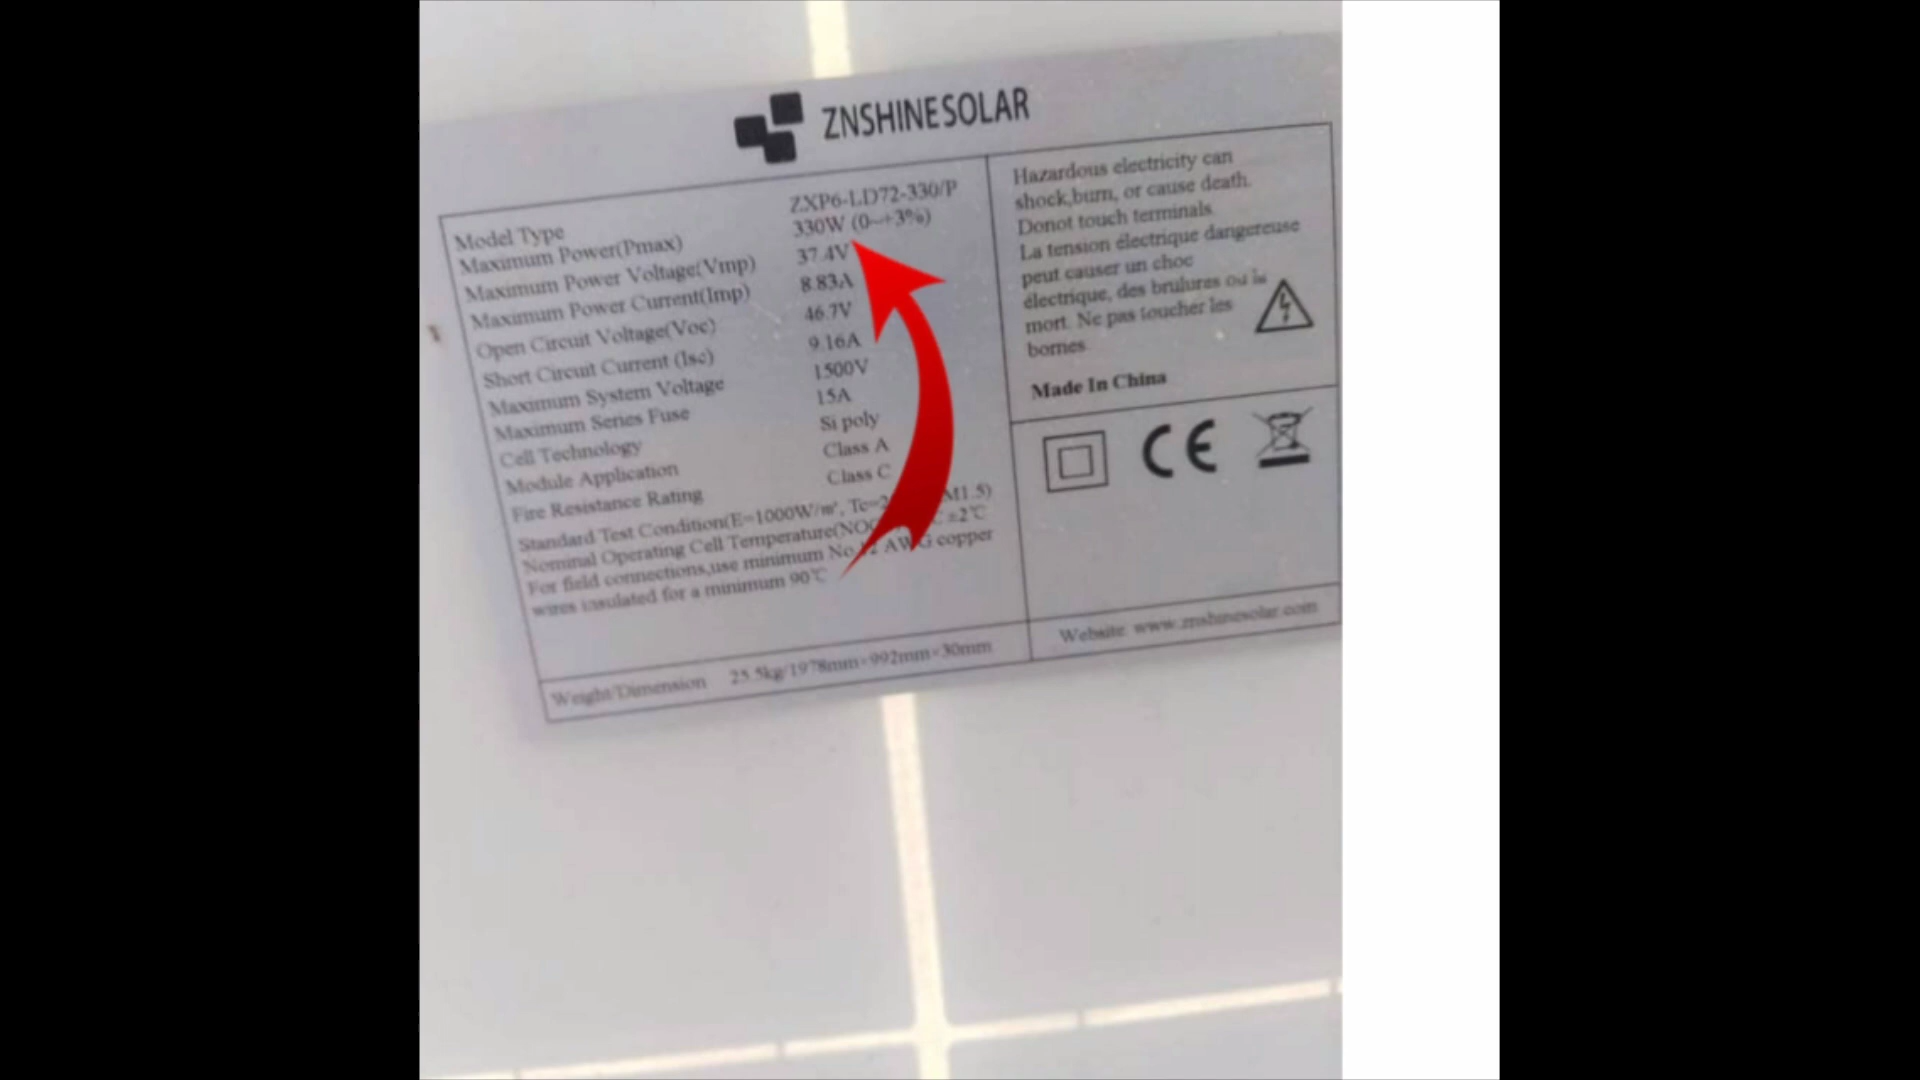 ZNSHINESOLAR
Model Type ZXP6-LD72-330/P
Maximum Power(Pmax) 330W (0~+3%)
Maximum Power Voltage(Vmp) 37.4V
Maximum Power Current(Imp) 8.83A
Open Circuit Voltage(Voc) 46.7V
Short Circuit Current (Isc) 9.16A
Maximum System Voltage 1500V
Maximum Series Fuse 15A
Cell Technology Si poly
Module Application Class A
Fire Resistance Rating Class C
Standard Test Condition(E=1000W/㎡, Tc= M1.5)
Nominal Operating Cell Temperature(NOC ±2℃
For field connections,use minimum No.12 AWG copper
wires insulated for a minimum 90℃
Weight/Dimension 25.5kg/1978mm×992mm×30mm
Hazardous electricity can
shock,burn, or cause death.
Donot touch terminals.
La tension électrique dangereuse
peut causer un choc
électrique, des brulures ou la
mort. Ne pas toucher les
bornes.
Made In China
CE
Website: www.znshinesolar.com